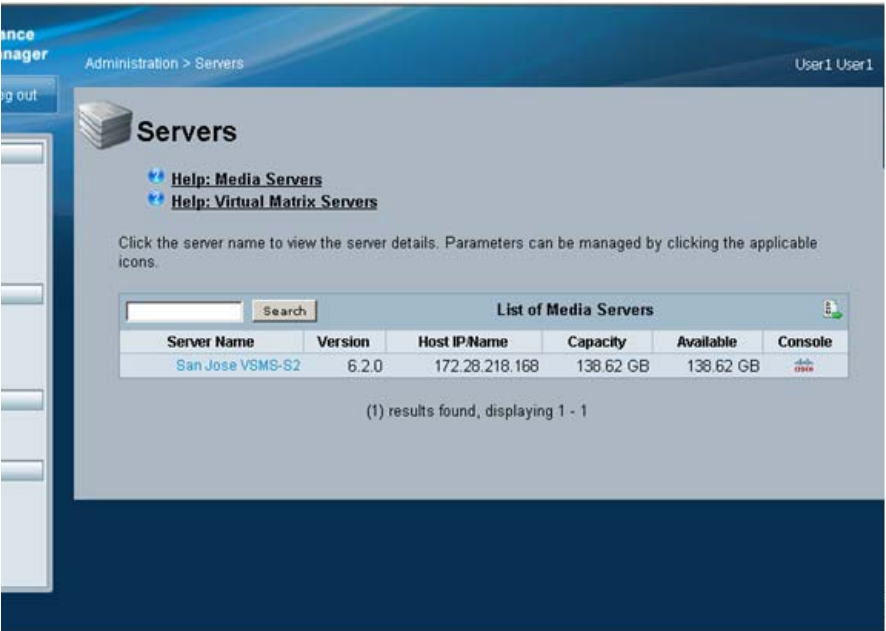 Administration > Servers
User1 User1
Servers
Help: Media Servers
Help: Virtual Matrix Servers
Click the server name to view the server details. Parameters can be managed by clicking the applicable
icons.
Search
List of Media Servers
Server Name Version Host IP/Name Capacity Available Console
San Jose VSMS-S2 6.2.0 172.28.218.168 138.62 GB 138.62 GB cisco
(1) results found, displaying 1 - 1